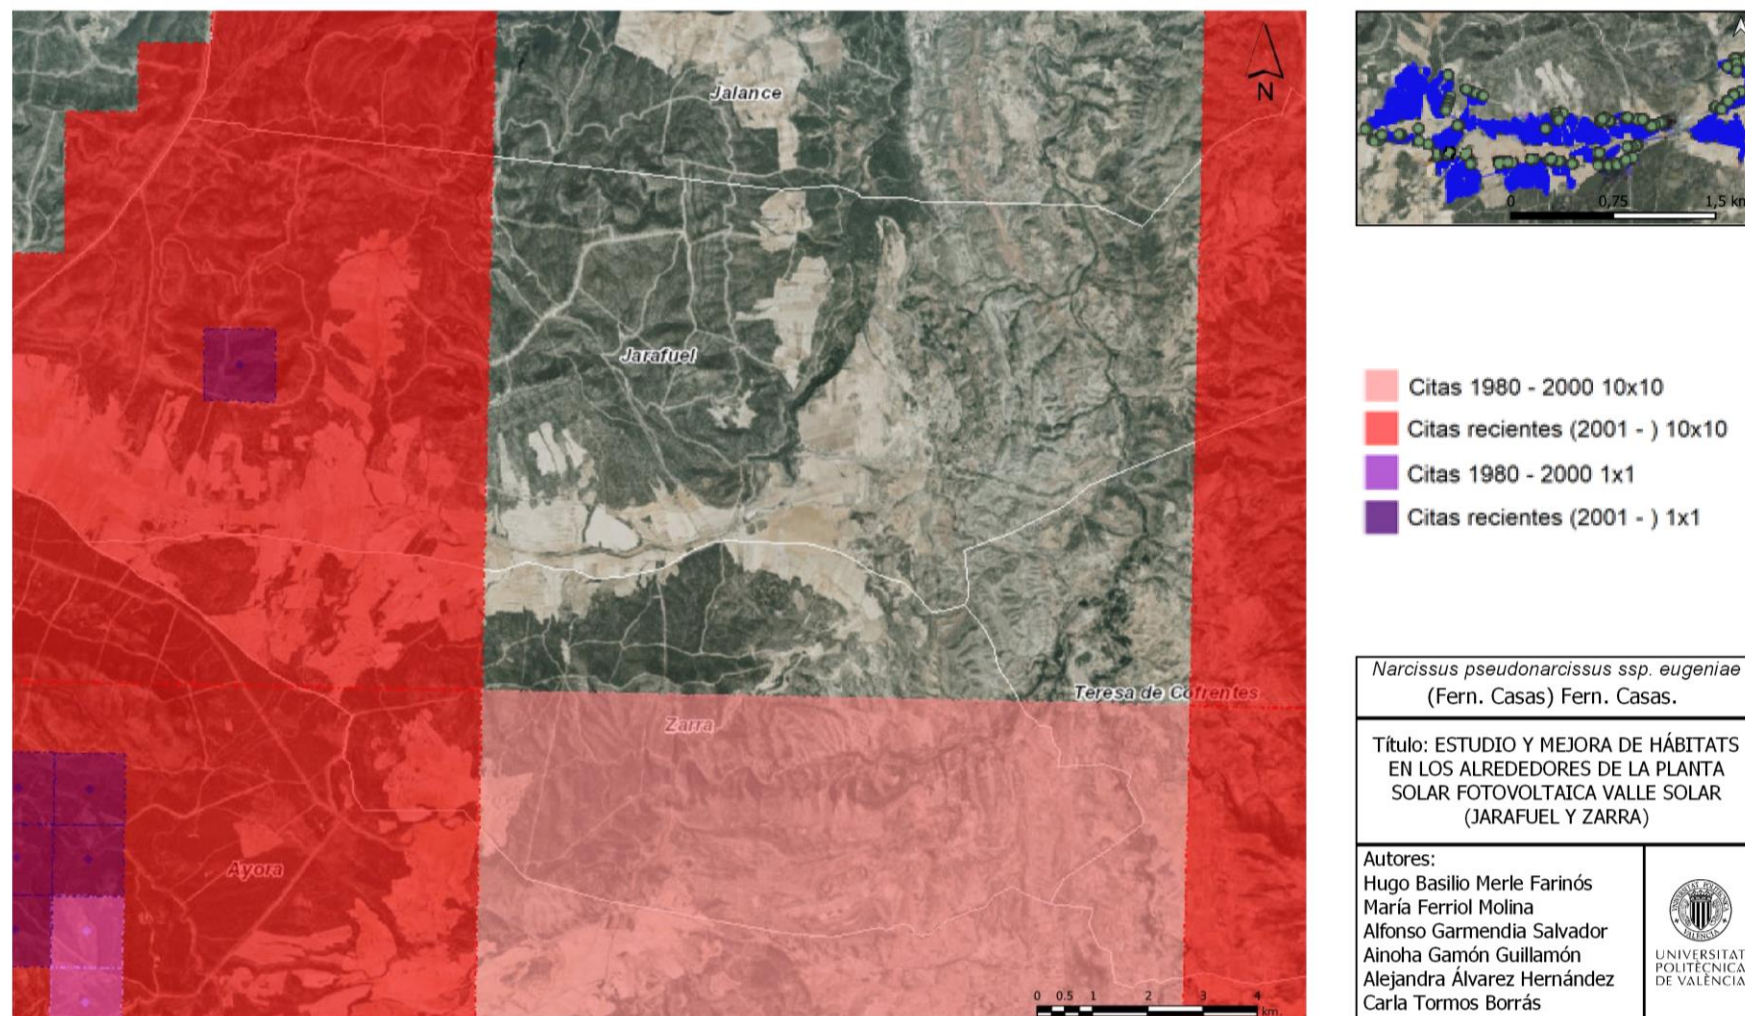 Jalance
N
Jarafuel
Teresa de Cofrentes
Zarra
Ayora
0 0.5 1 2 3 4
km.
0 0,75 1,5 km
Citas 1980 - 2000 10x10
Citas recientes (2001 - ) 10x10
Citas 1980 - 2000 1x1
Citas recientes (2001 - ) 1x1
Narcissus pseudonarcissus ssp. eugeniae
(Fern. Casas) Fern. Casas.
Título: ESTUDIO Y MEJORA DE HÁBITATS
EN LOS ALREDEDORES DE LA PLANTA
SOLAR FOTOVOLTAICA VALLE SOLAR
(JARAFUEL Y ZARRA)
Autores:
Hugo Basilio Merle Farinós
María Ferriol Molina
Alfonso Garmendia Salvador
Ainoha Gamón Guillamón
Alejandra Álvarez Hernández
Carla Tormos Borrás
UNIVERSITAT
POLITÈCNICA
DE VALÈNCIA